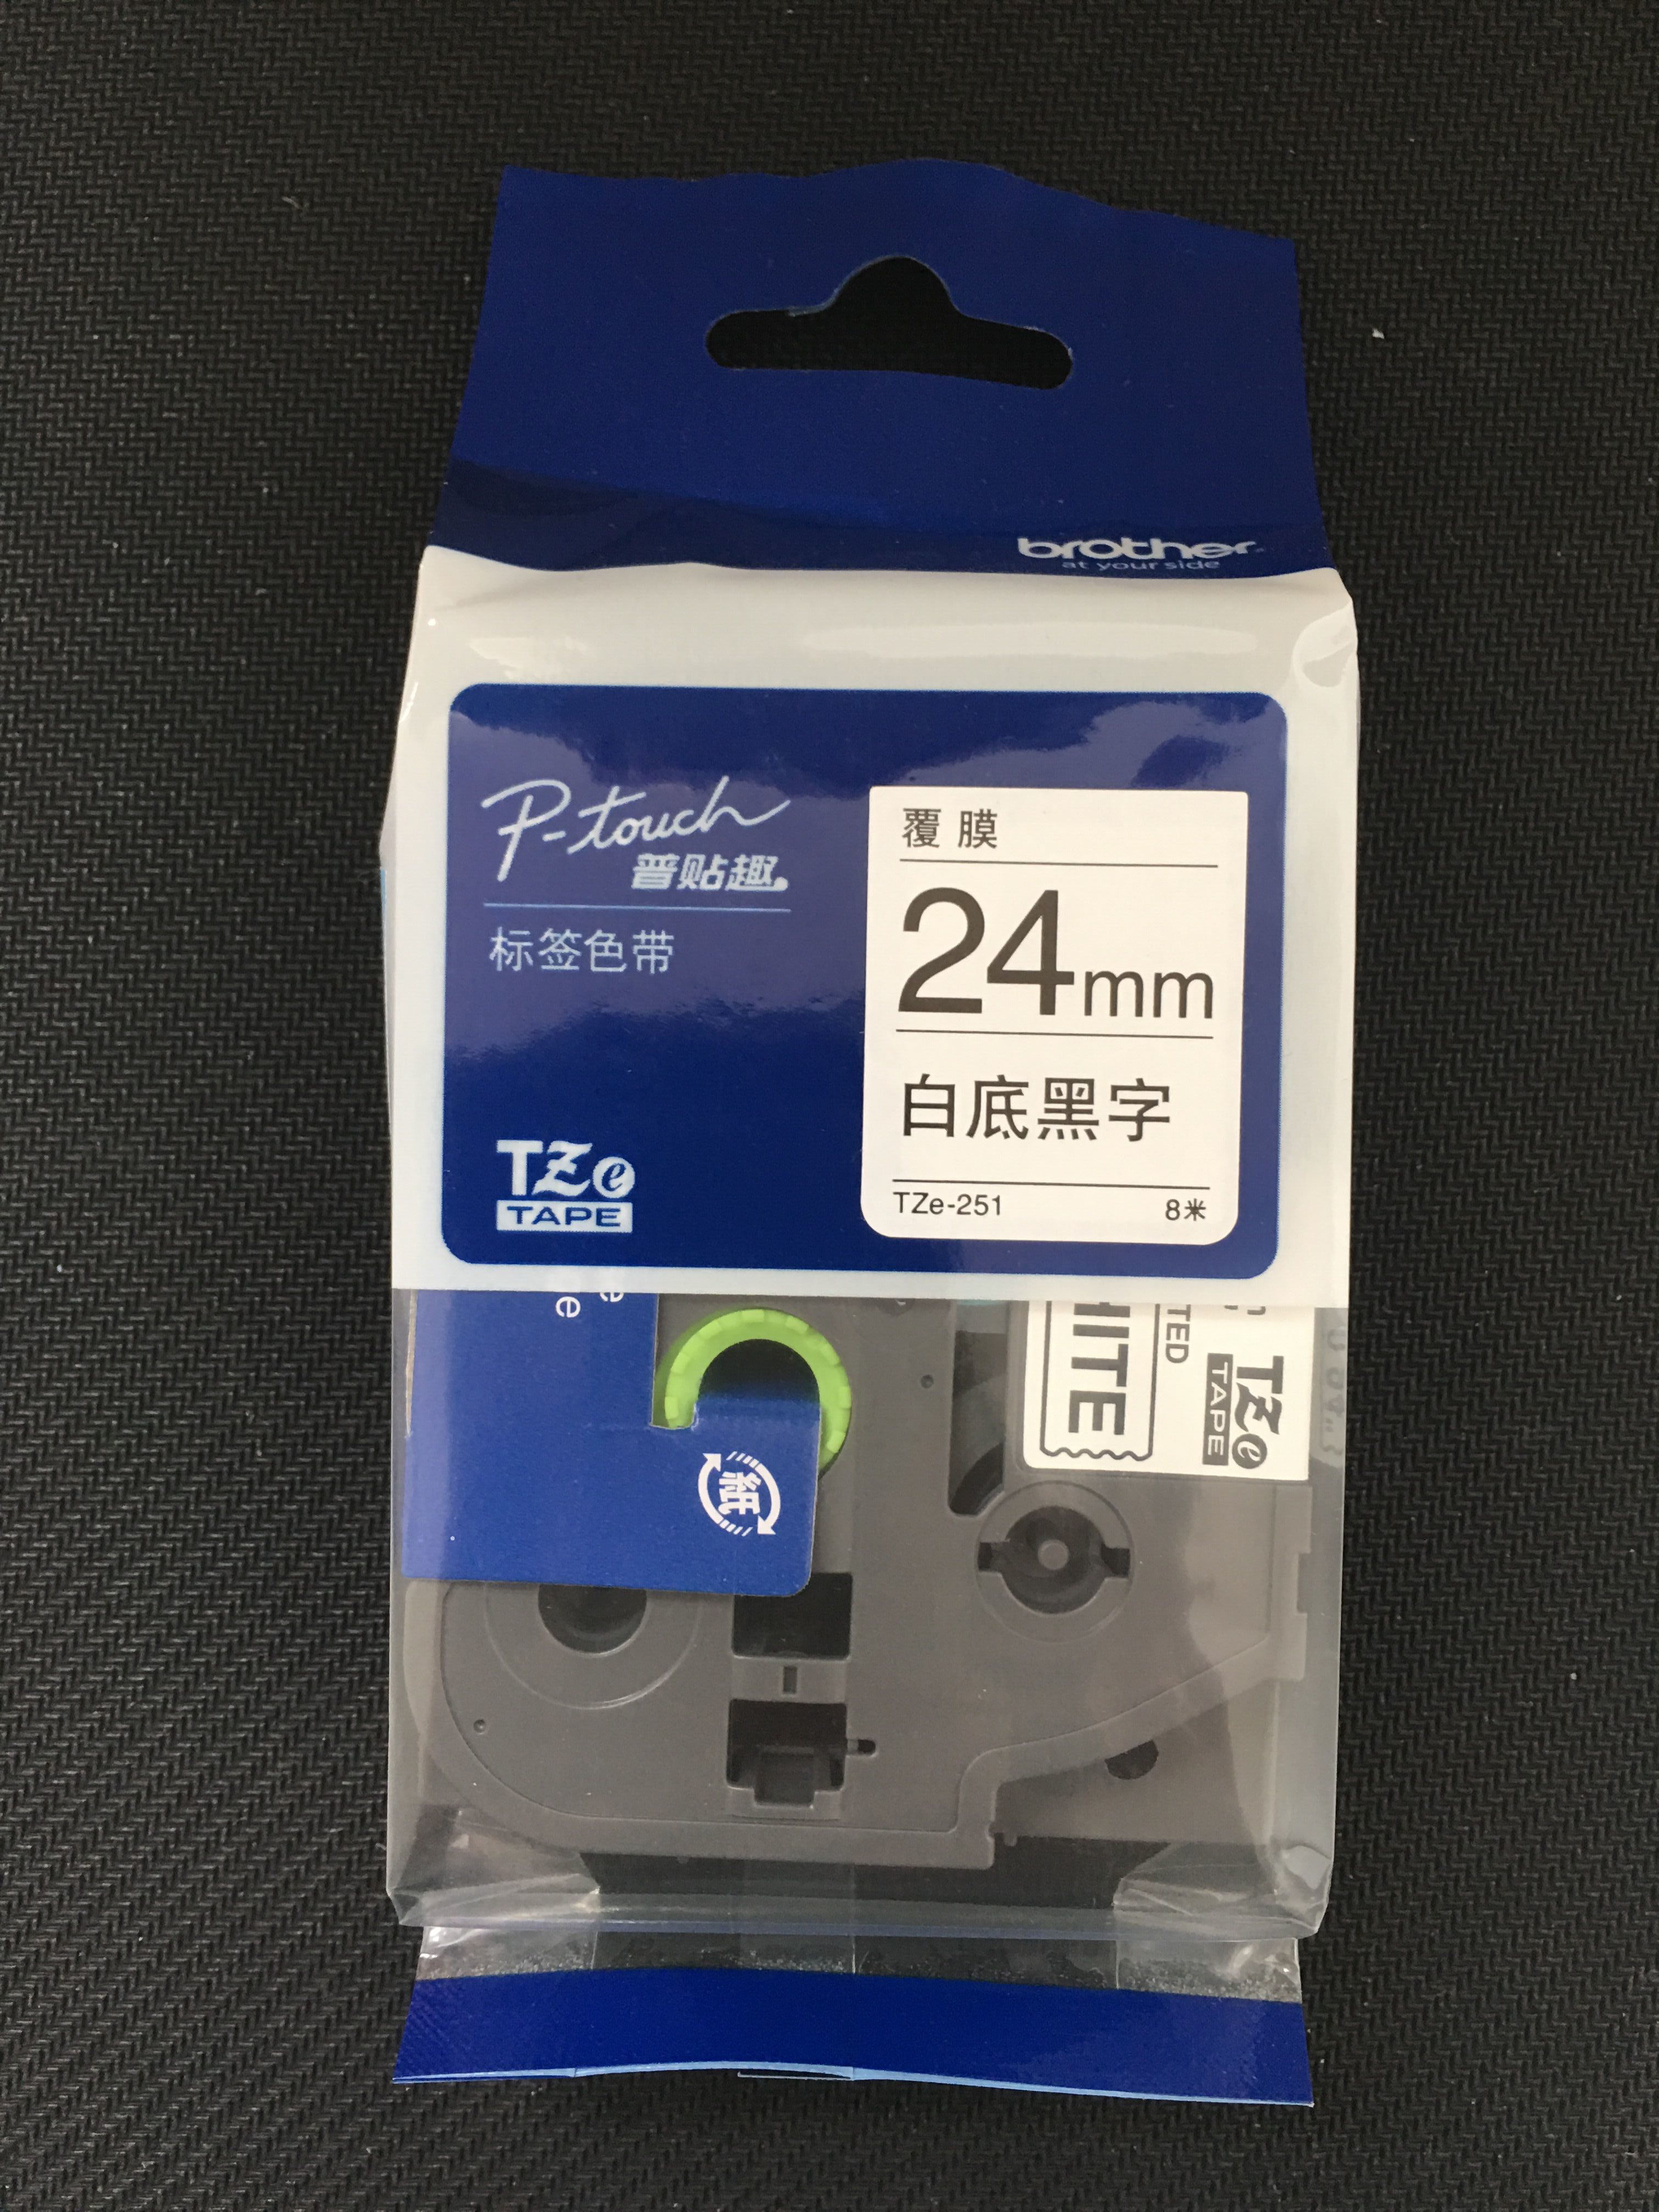 brother
at your side
P-touch
普贴趣
标签色带
TZe
TAPE
覆膜
24mm
白底黑字
TZe-251 8米
紙
TZe
TAPE